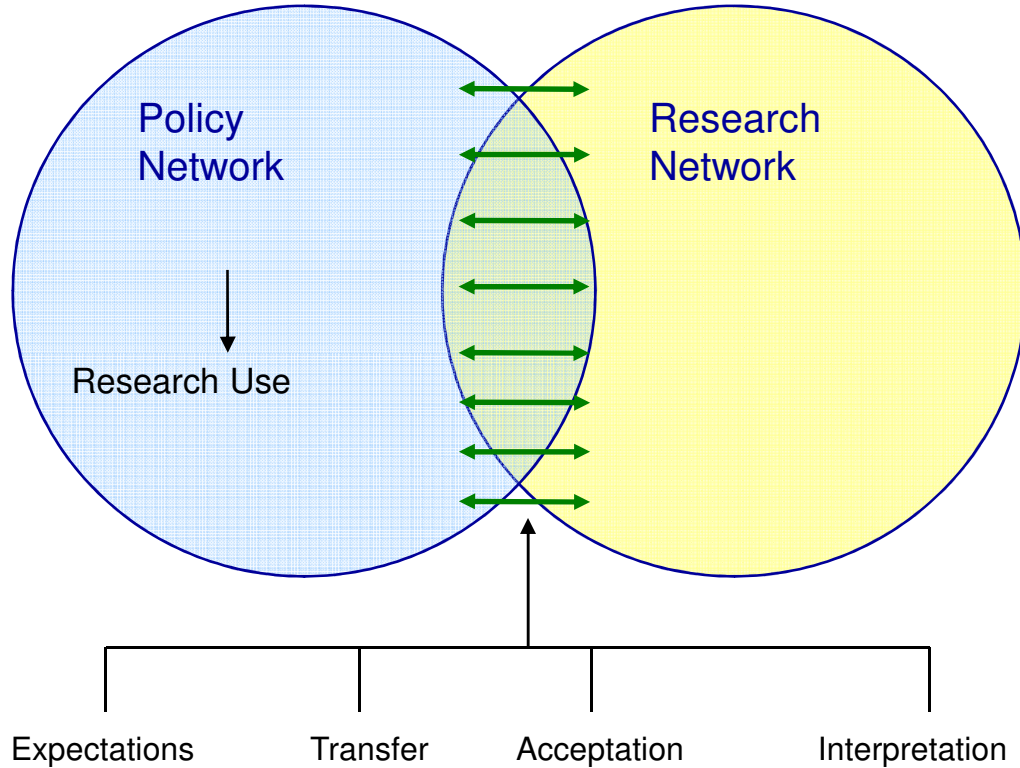 Policy
Network
Research
Network
Research Use
Expectations
Transfer
Acceptation
Interpretation